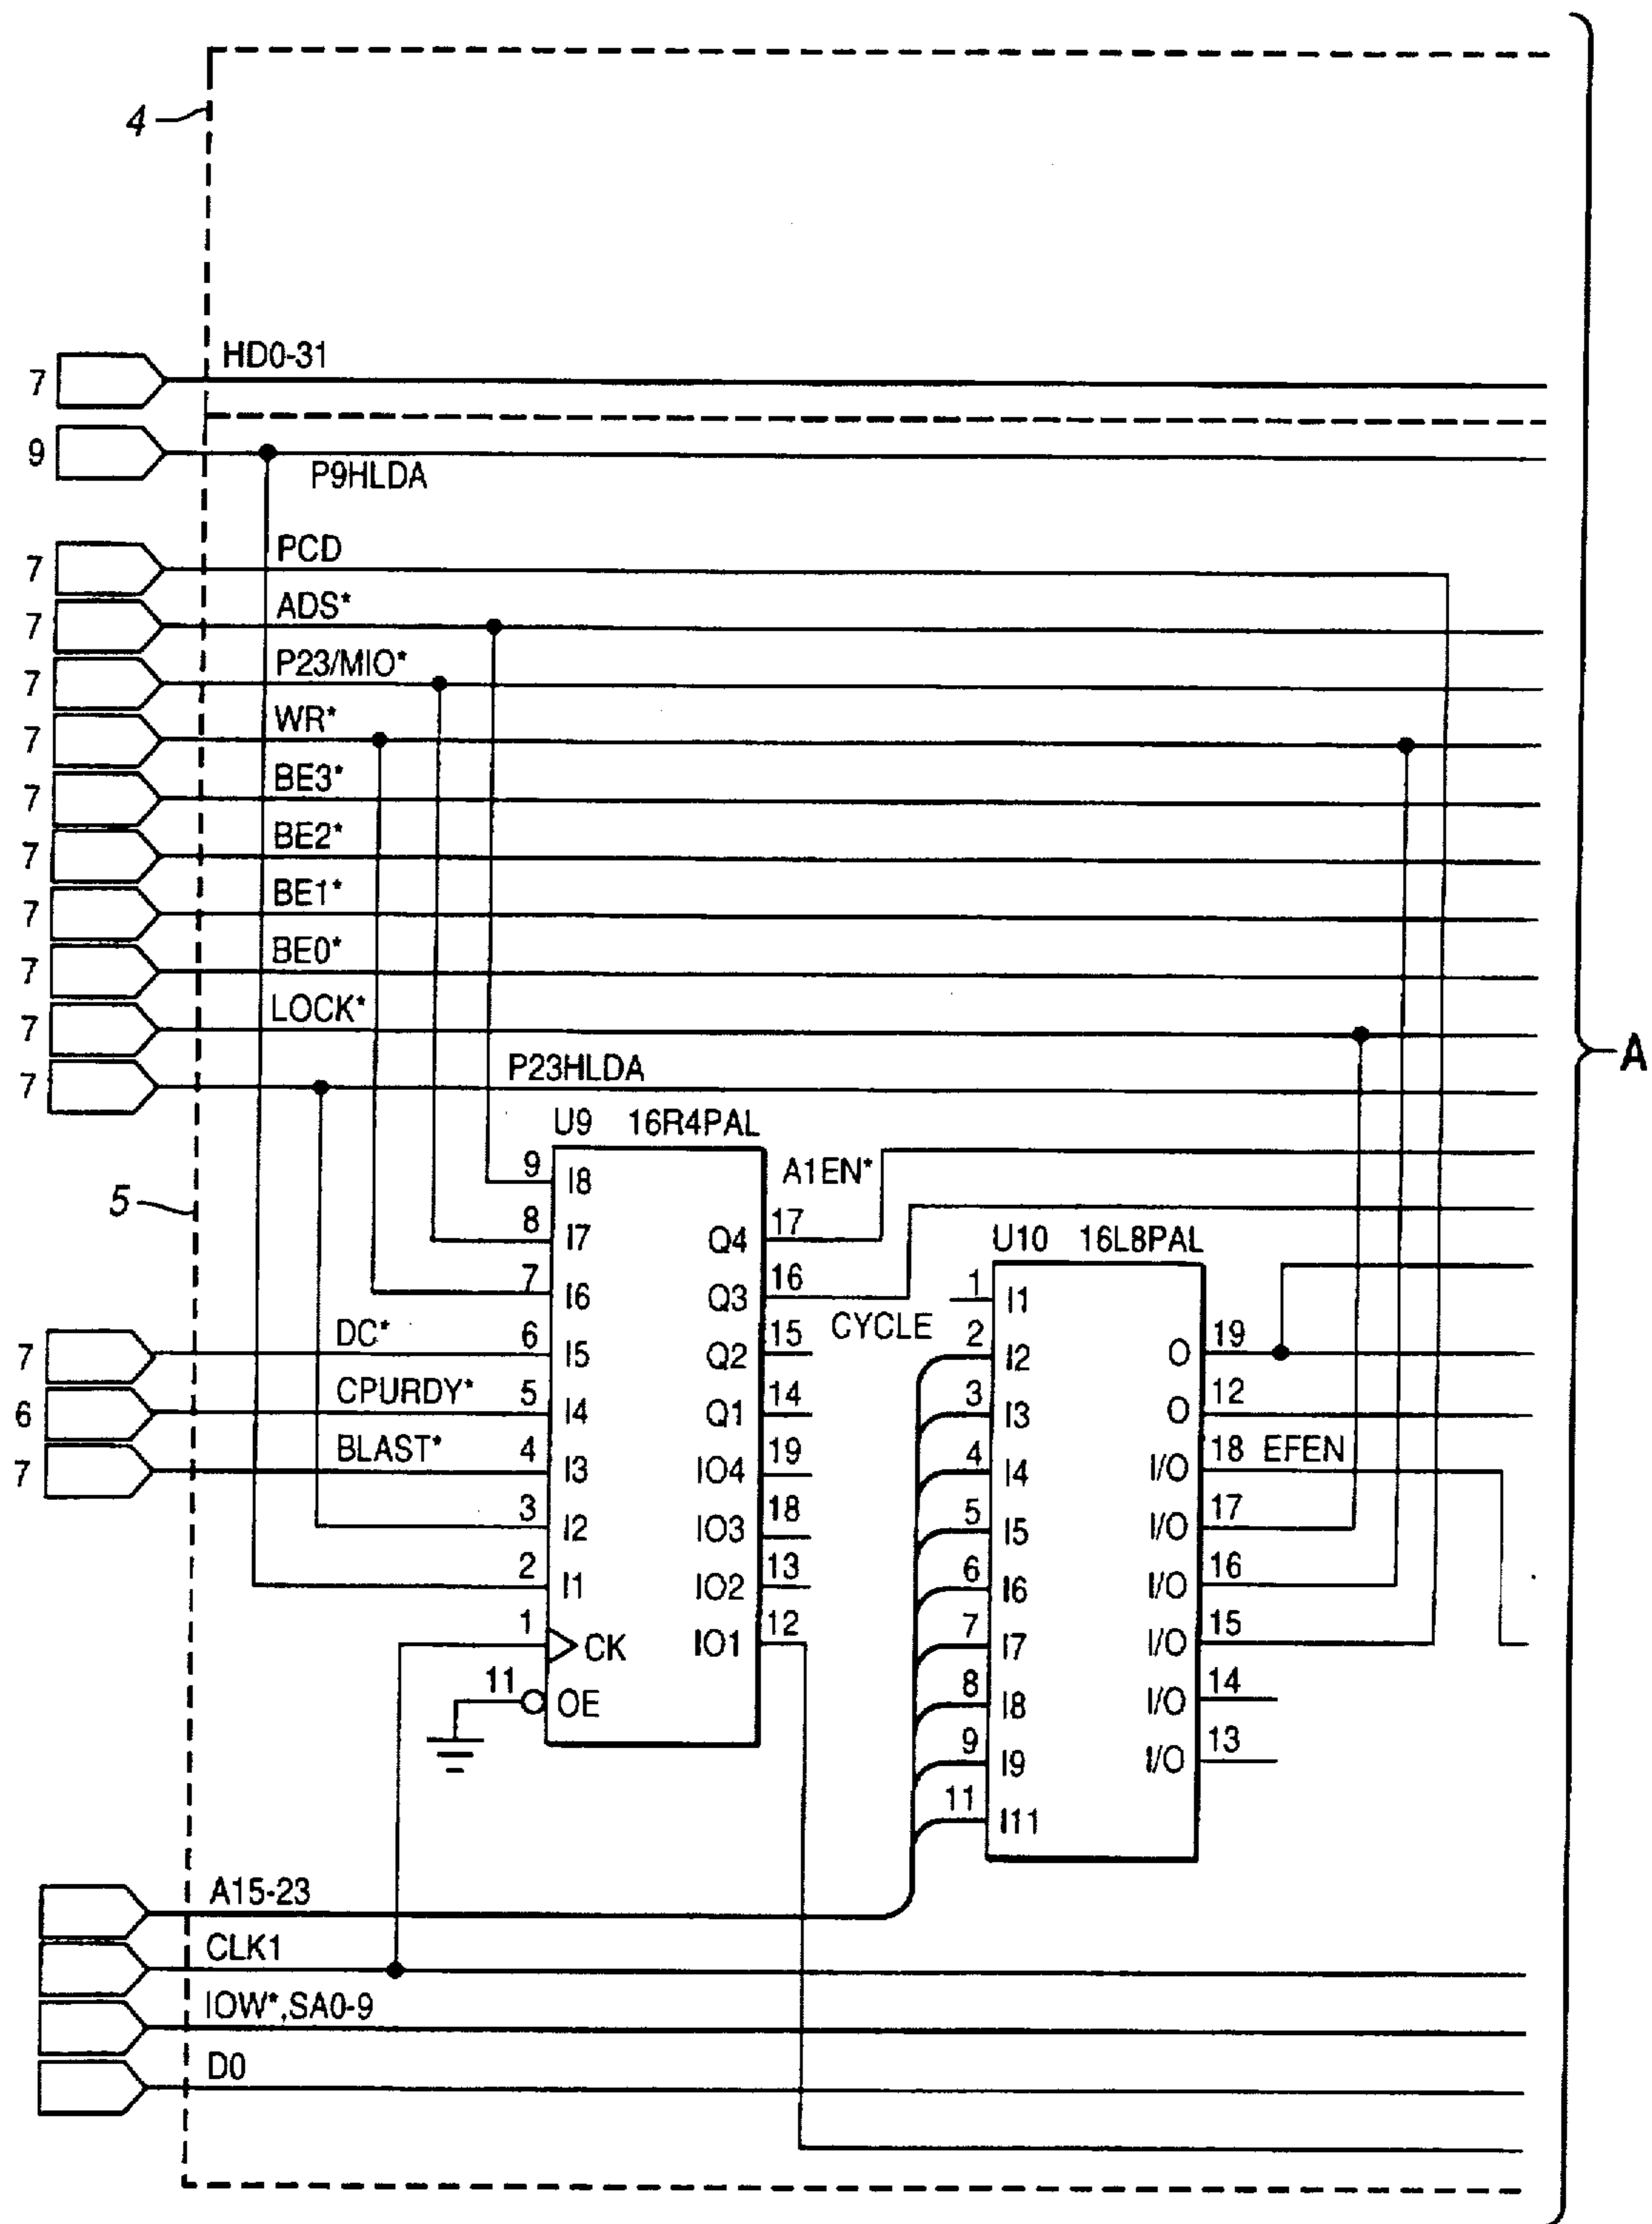 4
HD0-31
7
9
P9HLDA
PCD
7
ADS*
7
P23/MIO*
7
WR*
7
BE3*
7
BE2*
7
BE1*
7
BE0*
7
LOCK*
7
A
P23HLDA
7
U9 16R4PAL
9 I8
A1EN*
5
8 I7
Q4 17
U10 16L8PAL
7 I6
Q3 16
1 I1
CYCLE
DC*
7
6 I5
Q2 15
2 I2
O 19
CPURDY*
6
5 I4
Q1 14
3 I3
O 12
BLAST*
7
4 I3
IO4 19
4 I4
I/O 18 EFEN
3 I2
IO3 18
5 I5
I/O 17
2 I1
IO2 13
6 I6
I/O 16
1 CK
IO1 12
7 I7
I/O 15
11 OE
8 I8
I/O 14
9 I9
I/O 13
11 I11
A15-23
CLK1
IOW*,SA0-9
D0